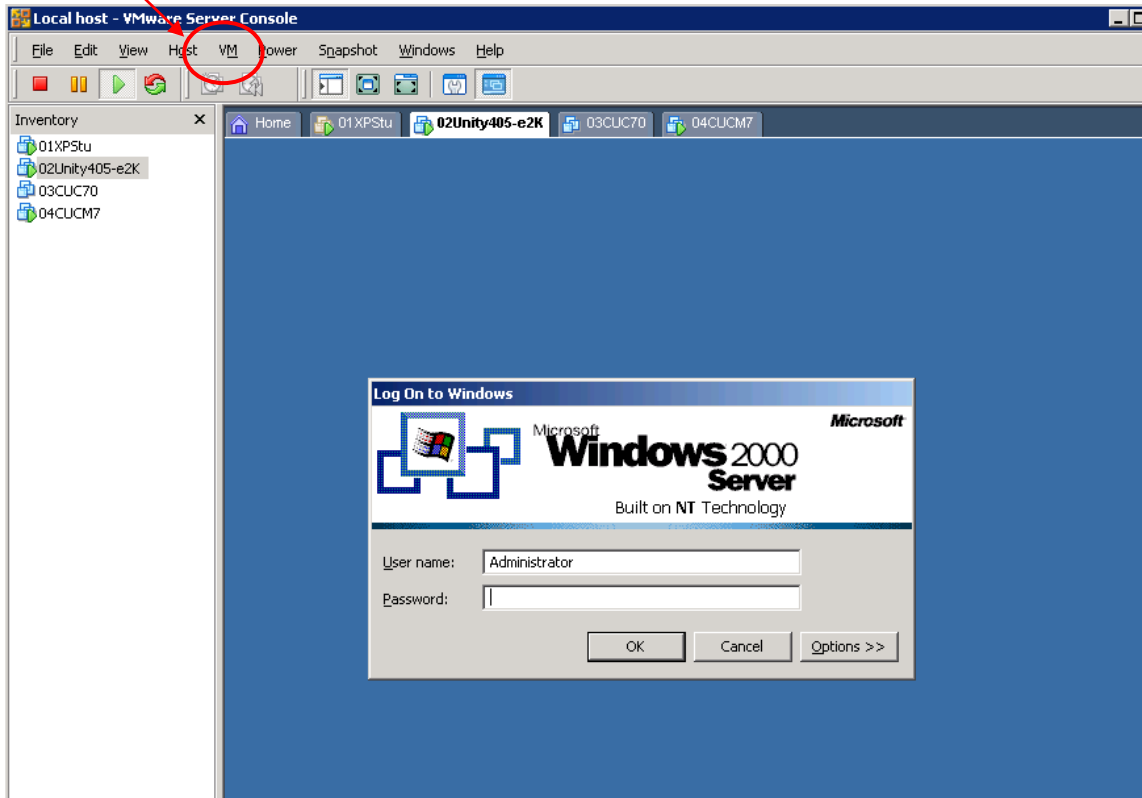 Local host - VMware Server Console
File Edit View Host VM Power Snapshot Windows Help
Inventory
Home 01XPStu 02Unity405-e2K 03CUC70 04CUCM7
01XPStu
02Unity405-e2K
03CUC70
04CUCM7
Log On to Windows
Microsoft
Microsoft
Windows 2000
Server
Built on NT Technology
User name: Administrator
Password:
OK Cancel Options >>